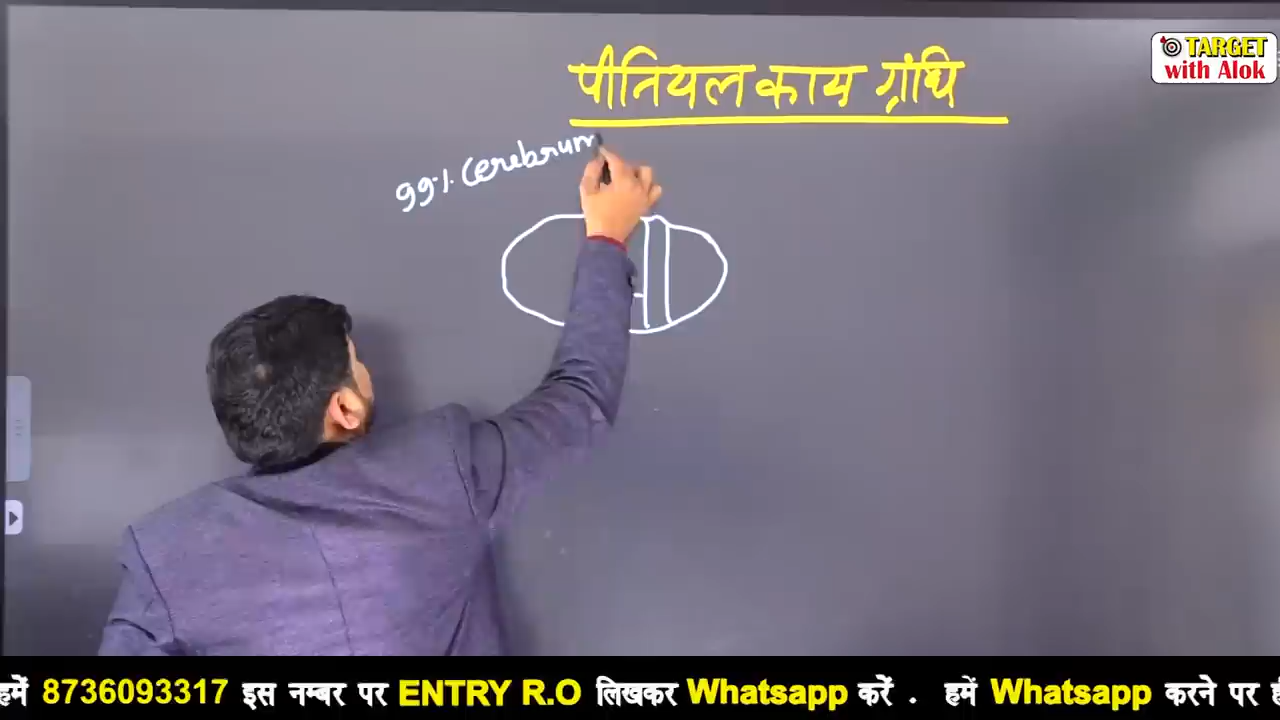 TARGET
with Alok
पीनियल काय ग्रंथि
99% Cerebrum
हमें 8736093317 इस नम्बर पर ENTRY R.O लिखकर Whatsapp करें . हमें Whatsapp करने पर ही